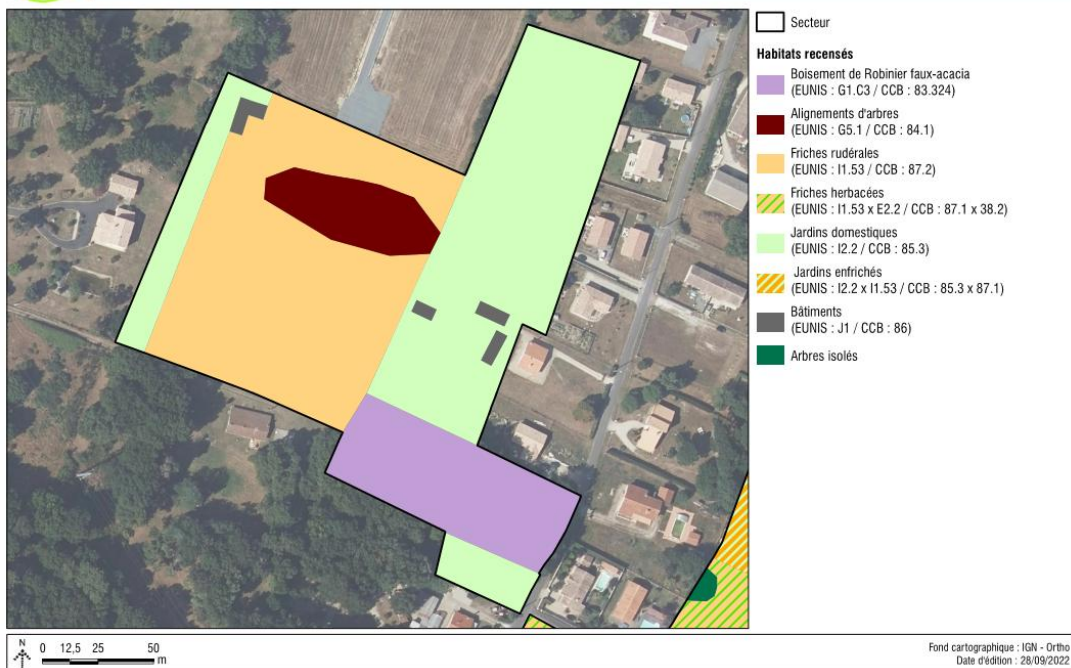 Secteur
Habitats recensés
Boisement de Robinier faux-acacia
(EUNIS : G1.C3 / CCB : 83.324)
Alignements d'arbres
(EUNIS : G5.1 / CCB : 84.1)
Friches rudérales
(EUNIS : I1.53 / CCB : 87.2)
Friches herbacées
(EUNIS : I1.53 x E2.2 / CCB : 87.1 x 38.2)
Jardins domestiques
(EUNIS : I2.2 / CCB : 85.3)
Jardins enfrichés
(EUNIS : I2.2 x I1.53 / CCB : 85.3 x 87.1)
Bâtiments
(EUNIS : J1 / CCB : 86)
Arbres isolés
N
0 12,5 25 50
m
Fond cartographique : IGN - Ortho
Date d'édition : 28/09/2022